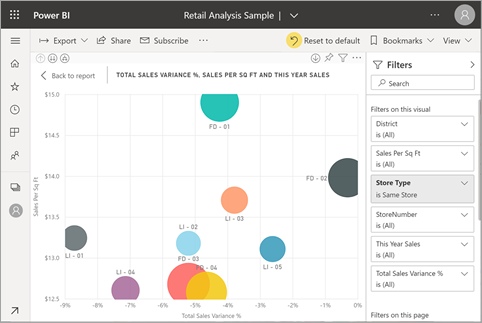 Power BI
Retail Analysis Sample
Export
Share
Subscribe
Reset to default
Bookmarks
View
Back to report
TOTAL SALES VARIANCE %, SALES PER SQ FT AND THIS YEAR SALES
Filters
Search
Filters on this visual
District
is (All)
Sales Per Sq Ft
is (All)
Store Type
is Same Store
StoreNumber
is (All)
This Year Sales
is (All)
Total Sales Variance %
is (All)
Filters on this page
Sales Per Sq Ft
$15.0
$14.5
$14.0
$13.5
$13.0
$12.5
FD - 01
FD - 02
LI - 03
LI - 01
LI - 02
LI - 05
FD - 03
LI - 04
FD - 04
-9%
-8%
-7%
-6%
-5%
-4%
-3%
-2%
-1%
0%
Total Sales Variance %